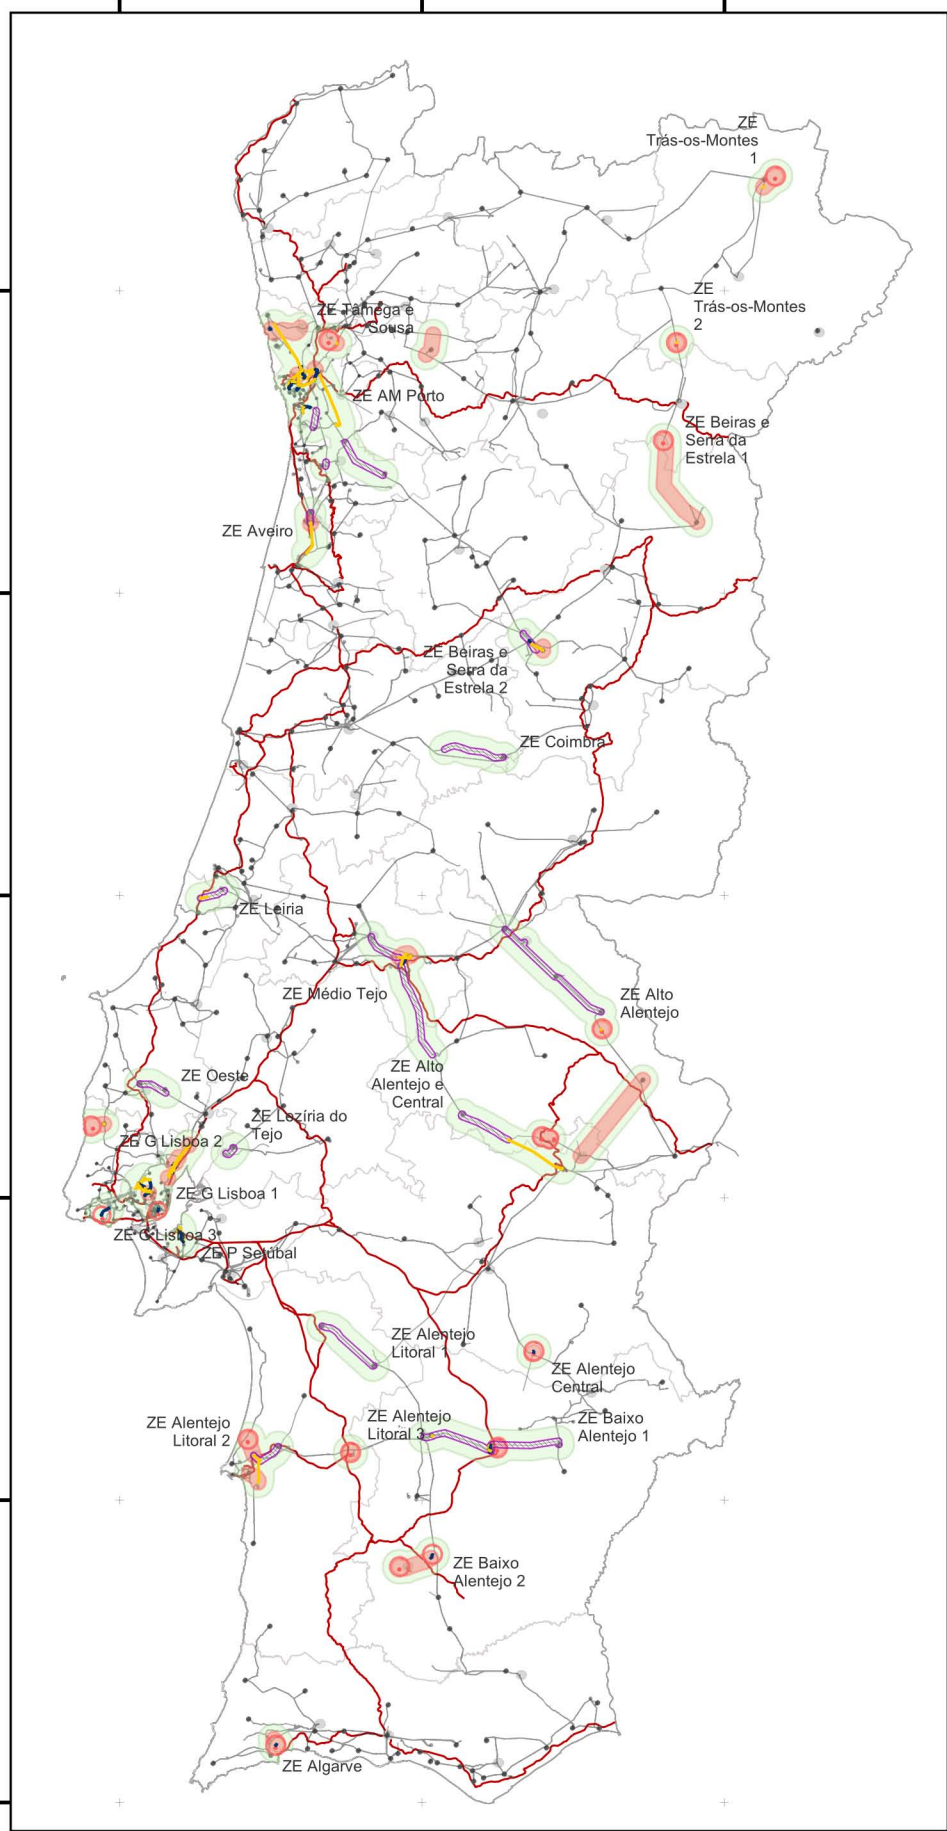 ZE
Trás-os-Montes
1
ZE
Trás-os-Montes
2
ZE Tâmega e
Sousa
ZE AM Porto
ZE Beiras e
Serra da
Estrela 1
ZE Aveiro
ZE Beiras e
Serra da
Estrela 2
ZE Coimbra
ZE Leiria
ZE Médio Tejo
ZE Alto
Alentejo
ZE Alto
Alentejo e
Central
ZE Oeste
ZE Lezíria do
Tejo
ZE G Lisboa 2
ZE G Lisboa 1
ZE G Lisboa 3
ZE P Setúbal
ZE Alentejo
Litoral 1
ZE Alentejo
Central
ZE Alentejo
Litoral 2
ZE Alentejo
Litoral 3
ZE Baixo
Alentejo 1
ZE Baixo
Alentejo 2
ZE Algarve